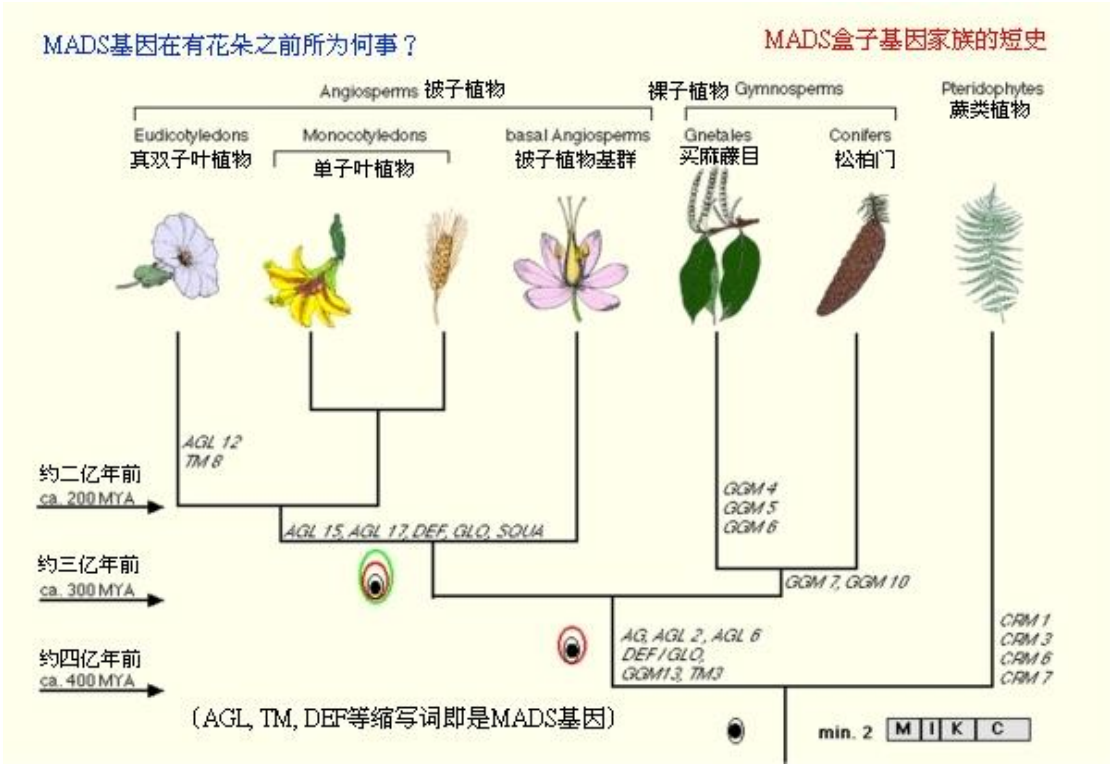 MADS基因在有花朵之前所为何事？
MADS盒子基因家族的短史
Angiosperms 被子植物
裸子植物 Gymnosperms
Pteridophytes
蕨类植物
Eudicotyledons
真双子叶植物
Monocotyledons
单子叶植物
basal Angiosperms
被子植物基群
Gnetales
买麻藤目
Conifers
松柏门
AGL 12
TM 8
约二亿年前
ca. 200 MYA
GGM 4
GGM 5
GGM 6
AGL 15, AGL 17, DEF, GLO, SQUA
约三亿年前
ca. 300 MYA
GGM 7, GGM 10
AG, AGL 2, AGL 6
DEF / GLO,
GGM13, TM3
CRM 1
CRM 3
CRM 6
CRM 7
约四亿年前
ca. 400 MYA
（AGL, TM, DEF等缩写词即是MADS基因）
min. 2 M I K C